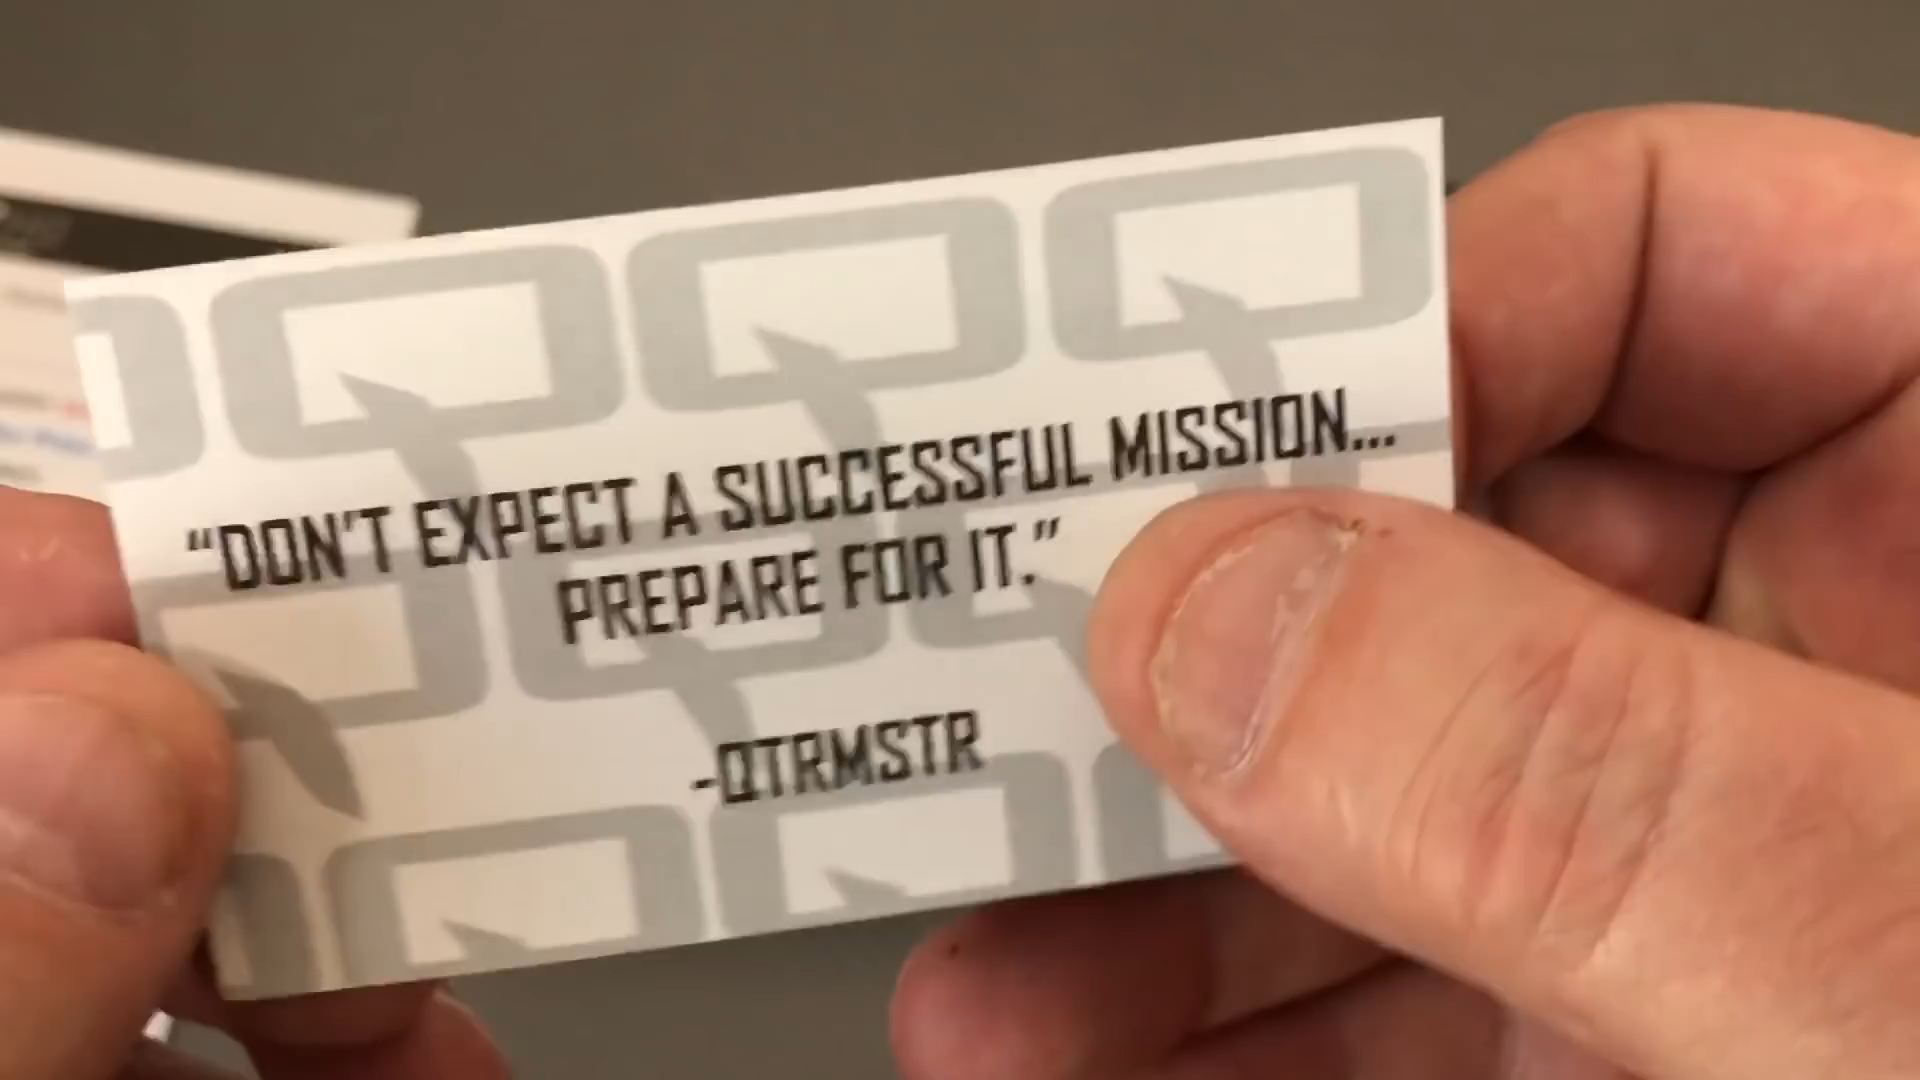 “DON’T EXPECT A SUCCESSFUL MISSION...
PREPARE FOR IT.”
-QTRMSTR